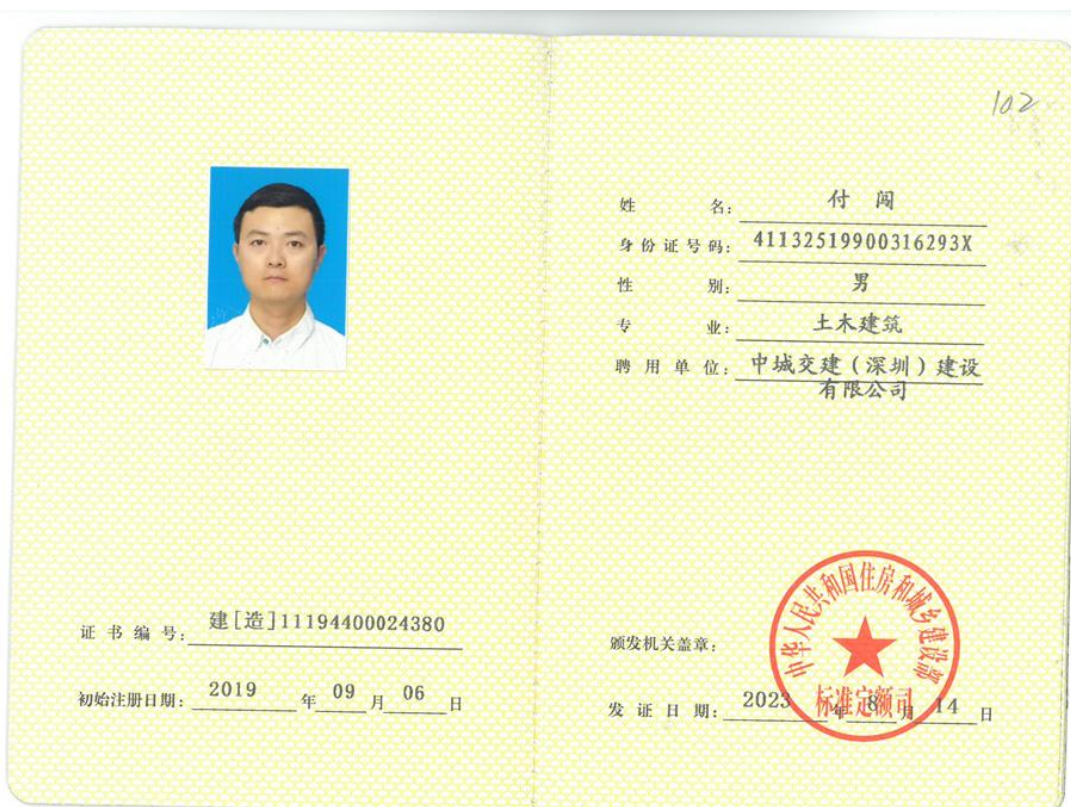 102
姓 名: 付 闯
身份证号码: 41132519900316293X
性 别: 男
专 业: 土木建筑
聘用单位: 中城交建（深圳）建设
有限公司
证书编号: 建[造]11194400024380
初始注册日期: 2019 年 09 月 06 日
颁发机关盖章:
中华人民共和国住房和城乡建设部
标准定额司
发证日期: 2023 年 8 月 14 日